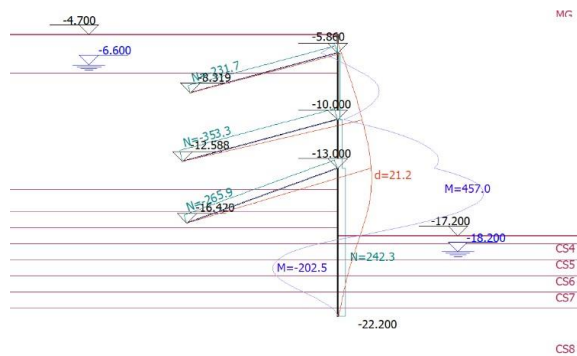 MG
-4.700
-5.860
-6.600
N=-231.7
-8.319
-10.000
N=-353.3
-12.588
-13.000
d=21.2
M=457.0
N=-265.9
-16.420
-17.200
-18.200
CS4
N=242.3
M=-202.5
CS5
CS6
CS7
-22.200
CS8